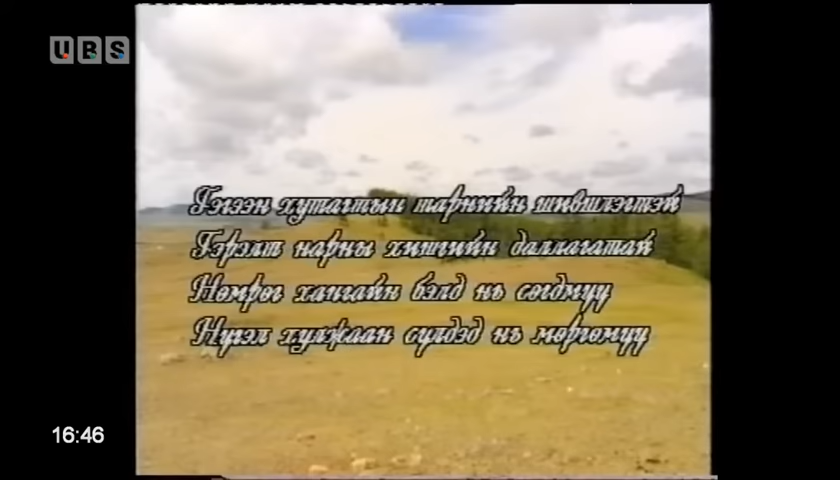 UBS
Гэгээн хутагтын тарнийн шившлэгтэй
Гэрэлт нарны хишгийн даллагатай
Нөмрөг хангайн бэлд нь сөгдмүү
Нүгэл хулжаан сүлдэд нь мөргөмүү
16:46